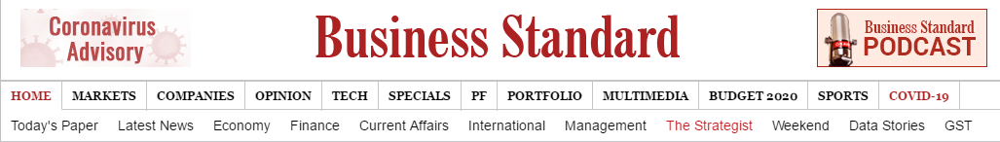 Coronavirus
Advisory
Business Standard
Business Standard
PODCAST
HOME MARKETS COMPANIES OPINION TECH SPECIALS PF PORTFOLIO MULTIMEDIA BUDGET 2020 SPORTS COVID-19
Today's Paper Latest News Economy Finance Current Affairs International Management The Strategist Weekend Data Stories GST